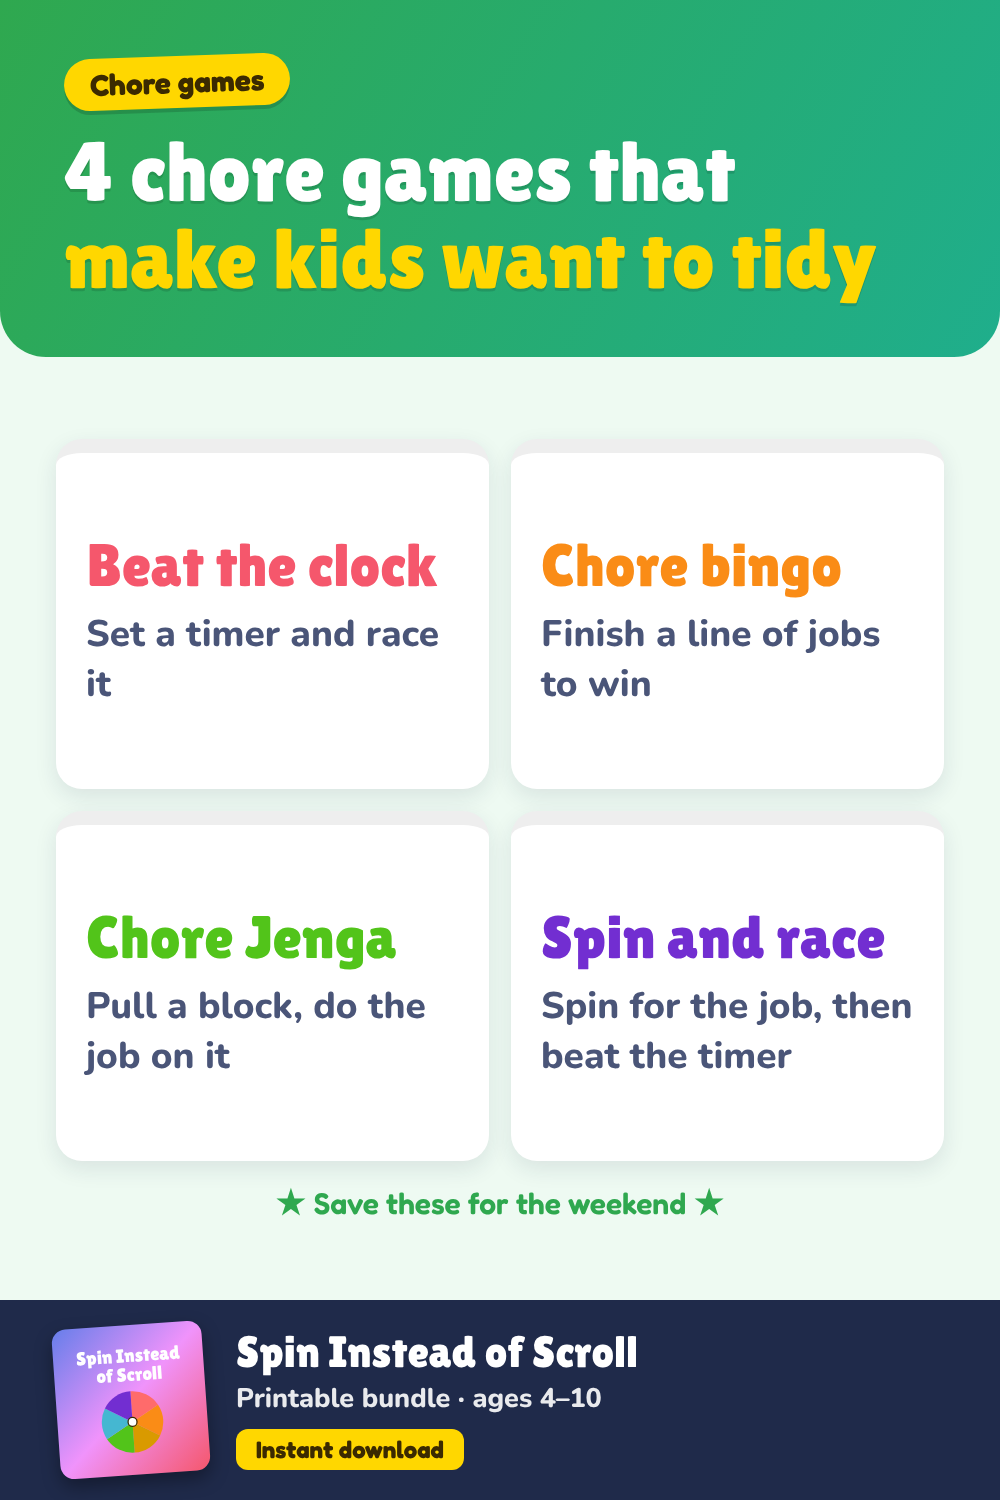 Chore games
4 chore games that
make kids want to tidy
Beat the clock
Set a timer and race
it
Chore bingo
Finish a line of jobs
to win
Chore Jenga
Pull a block, do the
job on it
Spin and race
Spin for the job, then
beat the timer
★ Save these for the weekend ★
Spin Instead
of Scroll
Spin Instead of Scroll
Printable bundle · ages 4–10
Instant download